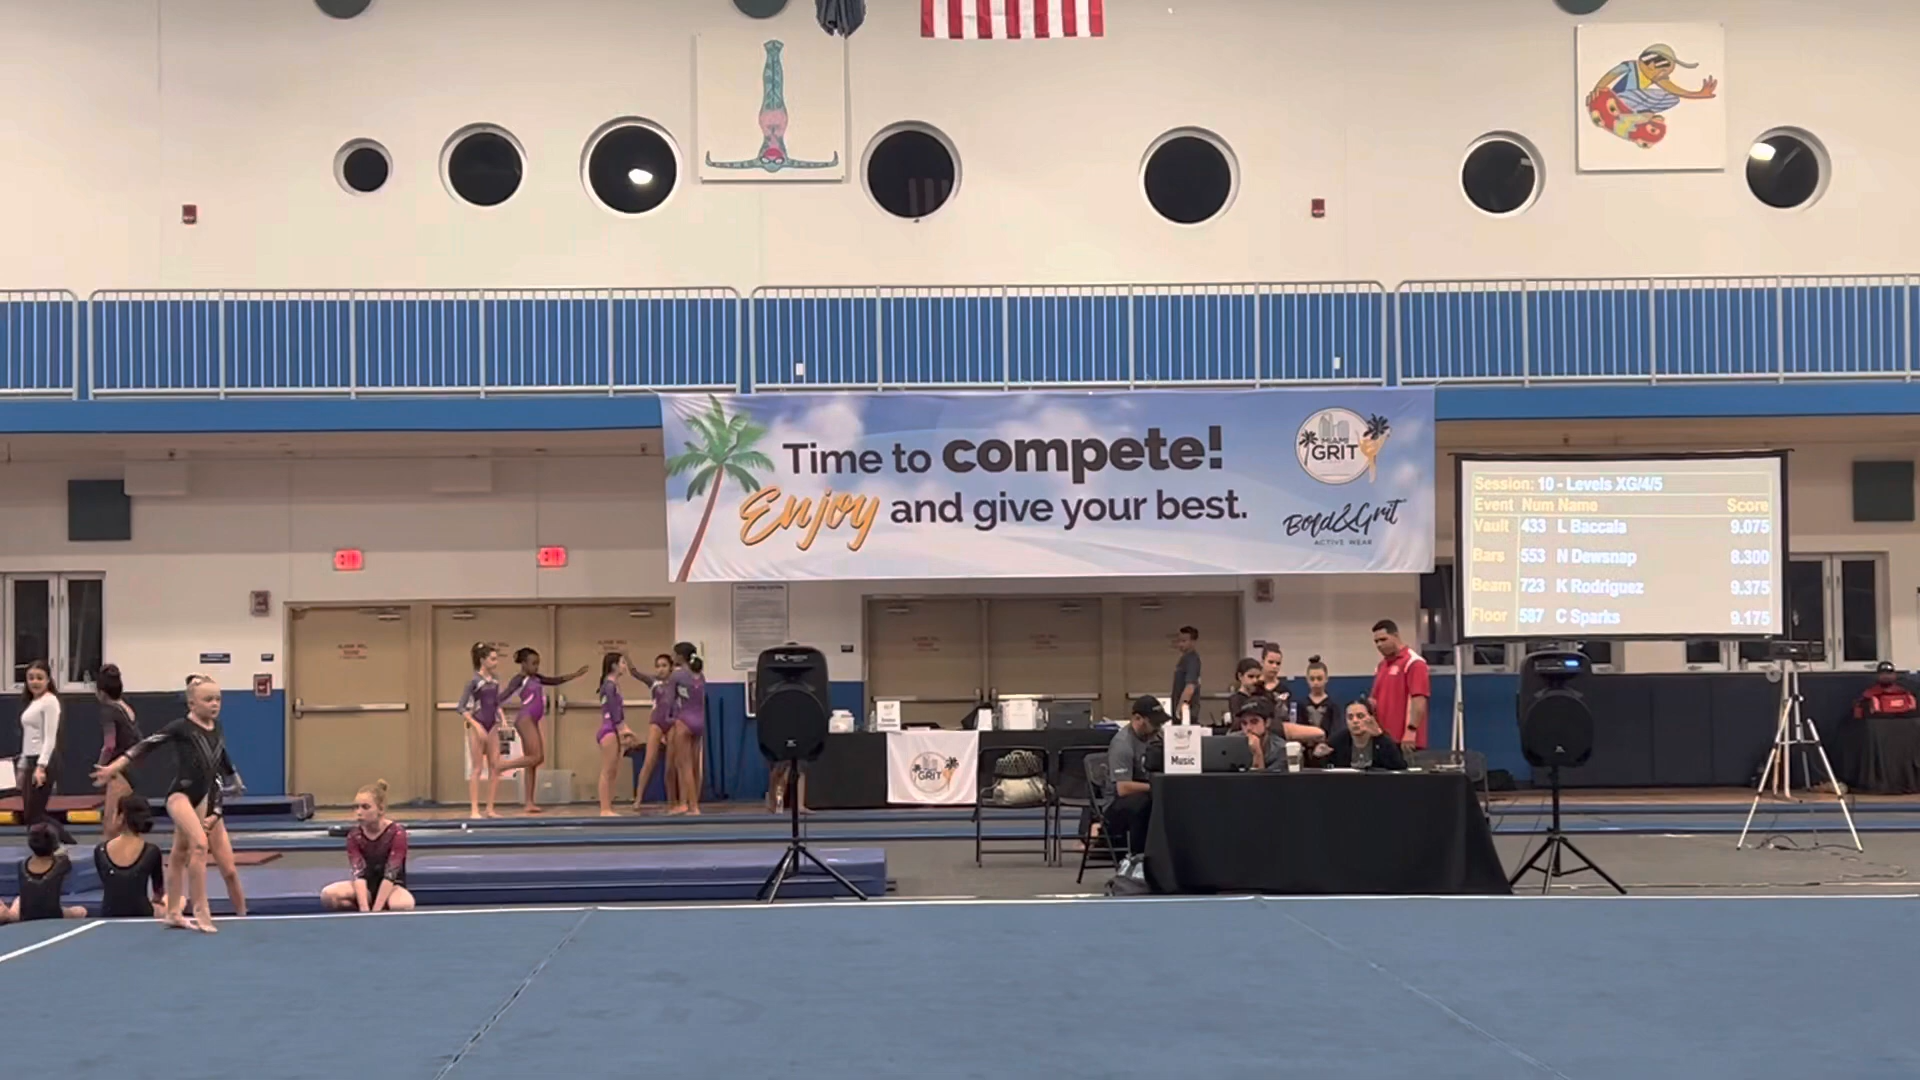 Time to compete!
Enjoy and give your best.
MIAMI
GRIT
Bold&Grit
ACTIVE WEAR
Session: 10 - Levels XG/4/5
Event Num Name Score
Vault 433 L Baccala 9.075
Bars 553 N Dewsnap 8.300
Beam 723 K Rodriguez 9.375
Floor 587 C Sparks 9.175
GRIT
Music